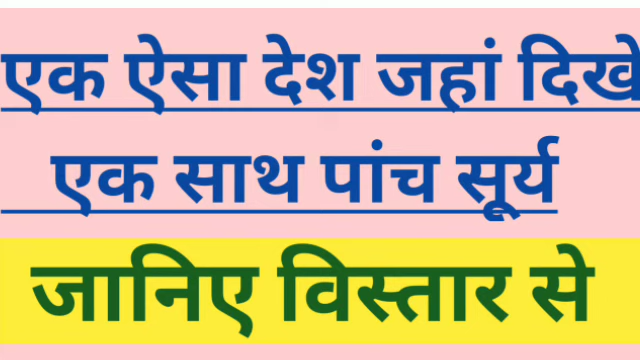 एक ऐसा देश जहां दिखे
एक साथ पांच सूर्य
जानिए विस्तार से